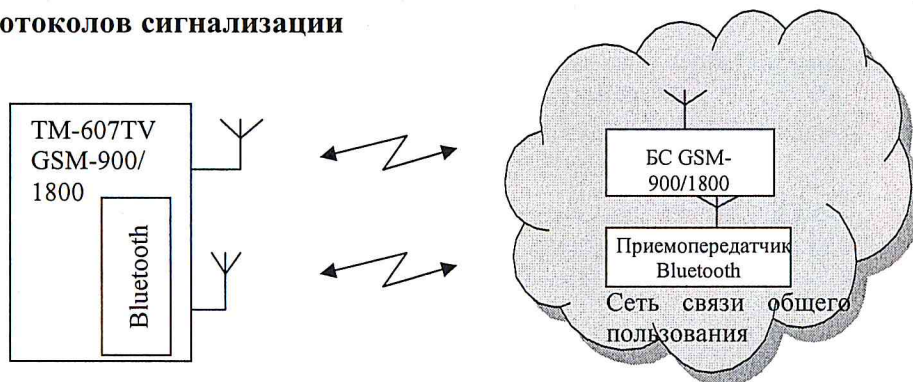 отоколов сигнализации
TM-607TV
GSM-900/
1800
Bluetooth
БС GSM-
900/1800
Приемопередатчик
Bluetooth
Сеть связи общего
пользования